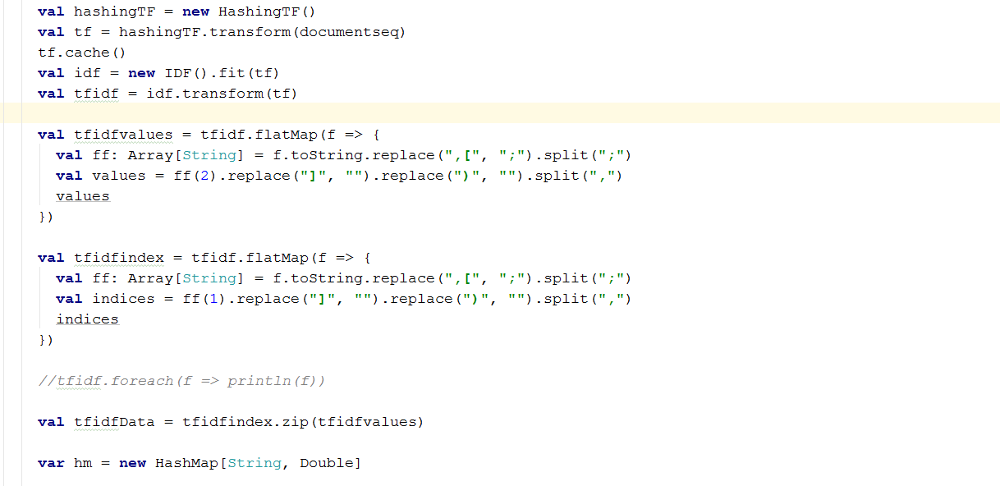 val hashingTF = new HashingTF()
val tf = hashingTF.transform(documentseq)
tf.cache()
val idf = new IDF().fit(tf)
val tfidf = idf.transform(tf)
val tfidfvalues = tfidf.flatMap(f => {
  val ff: Array[String] = f.toString.replace(",[", ";").split(";")
  val values = ff(2).replace("]", "").replace(")", "").split(",")
  values
})
val tfidfindex = tfidf.flatMap(f => {
  val ff: Array[String] = f.toString.replace(",[", ";").split(";")
  val indices = ff(1).replace("]", "").replace(")", "").split(",")
  indices
})
//tfidf.foreach(f => println(f))
val tfidfData = tfidfindex.zip(tfidfvalues)
var hm = new HashMap[String, Double]